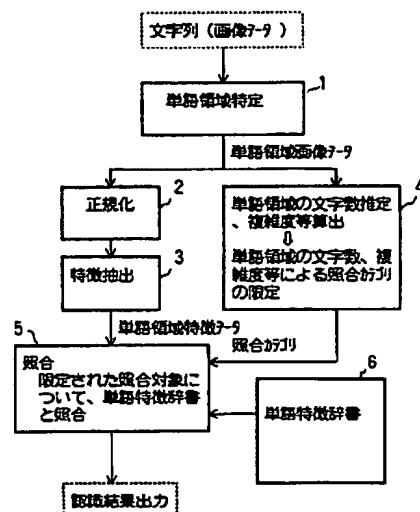 文字列（画像ﾃﾞｰﾀ）
1
単語領域特定
単語領域画像ﾃﾞｰﾀ
2
正規化
3
特徴抽出
4
単語領域の文字数推定
、複雑度等算出
⇩
単語領域の文字数、複
雑度等による照合ｶﾃｺﾞﾘ
の限定
単語領域特徴ﾃﾞｰﾀ
照合ｶﾃｺﾞﾘ
5
照合
限定された照合対象に
ついて、単語特徴辞書
と照合
6
単語特徴辞書
認識結果出力